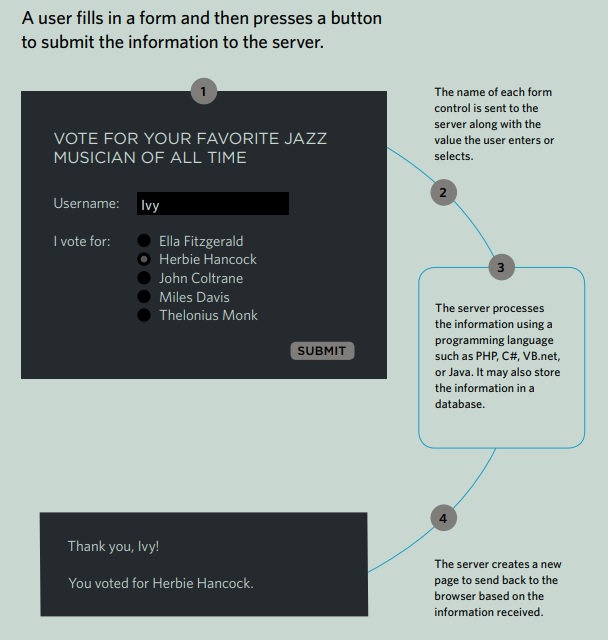 A user fills in a form and then presses a button
to submit the information to the server.
1
VOTE FOR YOUR FAVORITE JAZZ
MUSICIAN OF ALL TIME
Username: Ivy
I vote for: Ella Fitzgerald
Herbie Hancock
John Coltrane
Miles Davis
Thelonius Monk
SUBMIT
The name of each form
control is sent to the
server along with the
value the user enters or
selects.
2
3
The server processes
the information using a
programming language
such as PHP, C#, VB.net,
or Java. It may also store
the information in a
database.
4
The server creates a new
page to send back to the
browser based on the
information received.
Thank you, Ivy!
You voted for Herbie Hancock.